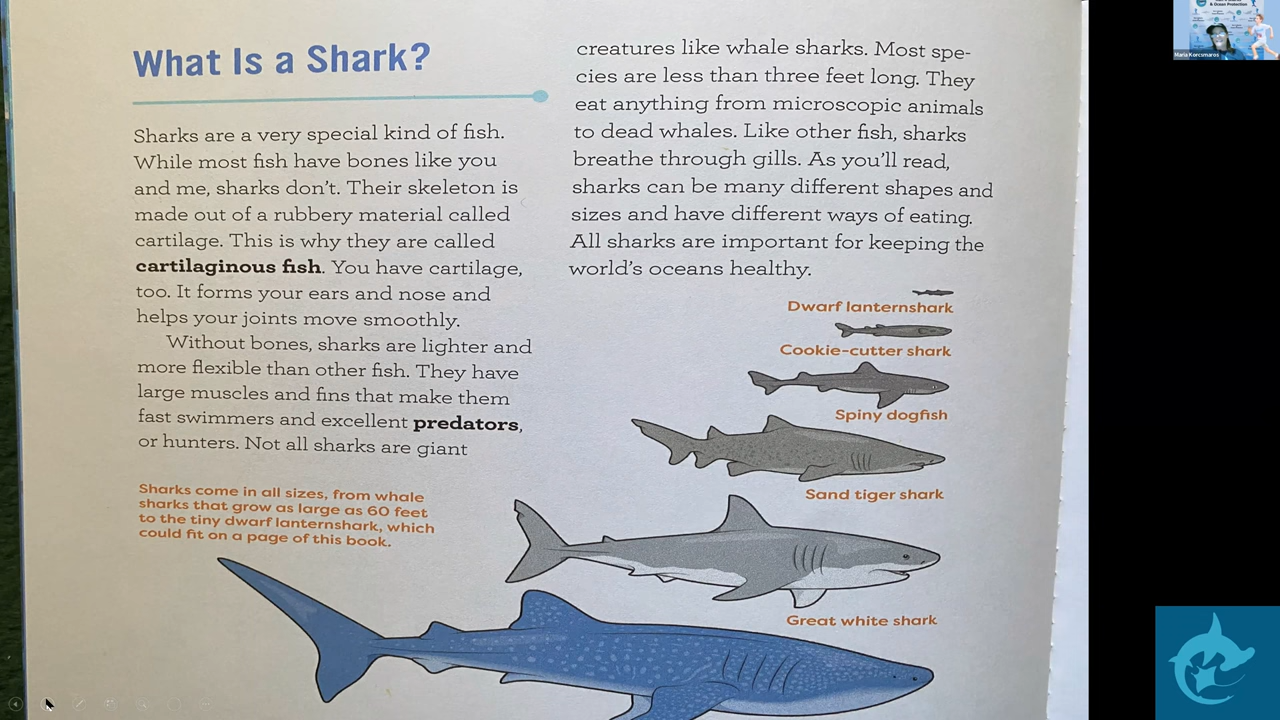 What Is a Shark?
Sharks are a very special kind of fish.
While most fish have bones like you
and me, sharks don't. Their skeleton is
made out of a rubbery material called
cartilage. This is why they are called
cartilaginous fish. You have cartilage,
too. It forms your ears and nose and
helps your joints move smoothly.
Without bones, sharks are lighter and
more flexible than other fish. They have
large muscles and fins that make them
fast swimmers and excellent predators,
or hunters. Not all sharks are giant
creatures like whale sharks. Most spe-
cies are less than three feet long. They
eat anything from microscopic animals
to dead whales. Like other fish, sharks
breathe through gills. As you'll read,
sharks can be many different shapes and
sizes and have different ways of eating.
All sharks are important for keeping the
world's oceans healthy.
Sharks come in all sizes, from whale
sharks that grow as large as 60 feet
to the tiny dwarf lanternshark, which
could fit on a page of this book.
Dwarf lanternshark
Cookie-cutter shark
Spiny dogfish
Sand tiger shark
Great white shark
& Ocean Protection
Maria Korcsmaros